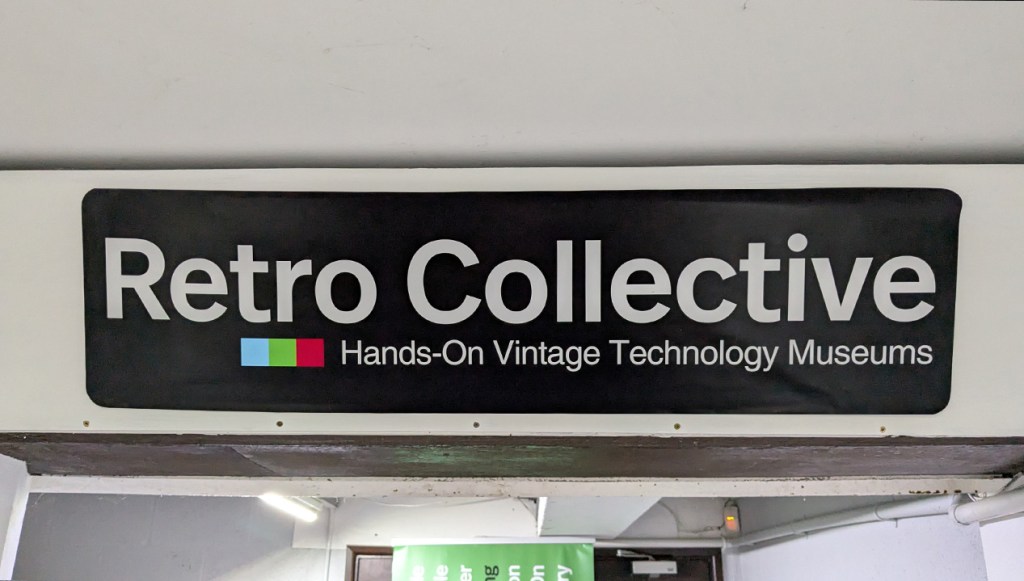 Retro Collective
Hands-On Vintage Technology Museums